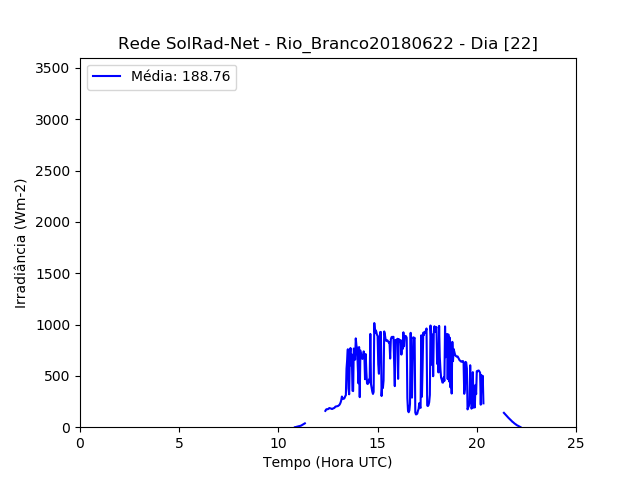 Rede SolRad-Net - Rio_Branco20180622 - Dia [22]
Média: 188.76
3500
3000
2500
2000
1500
1000
500
0
Irradiância (Wm-2)
0 5 10 15 20 25
Tempo (Hora UTC)